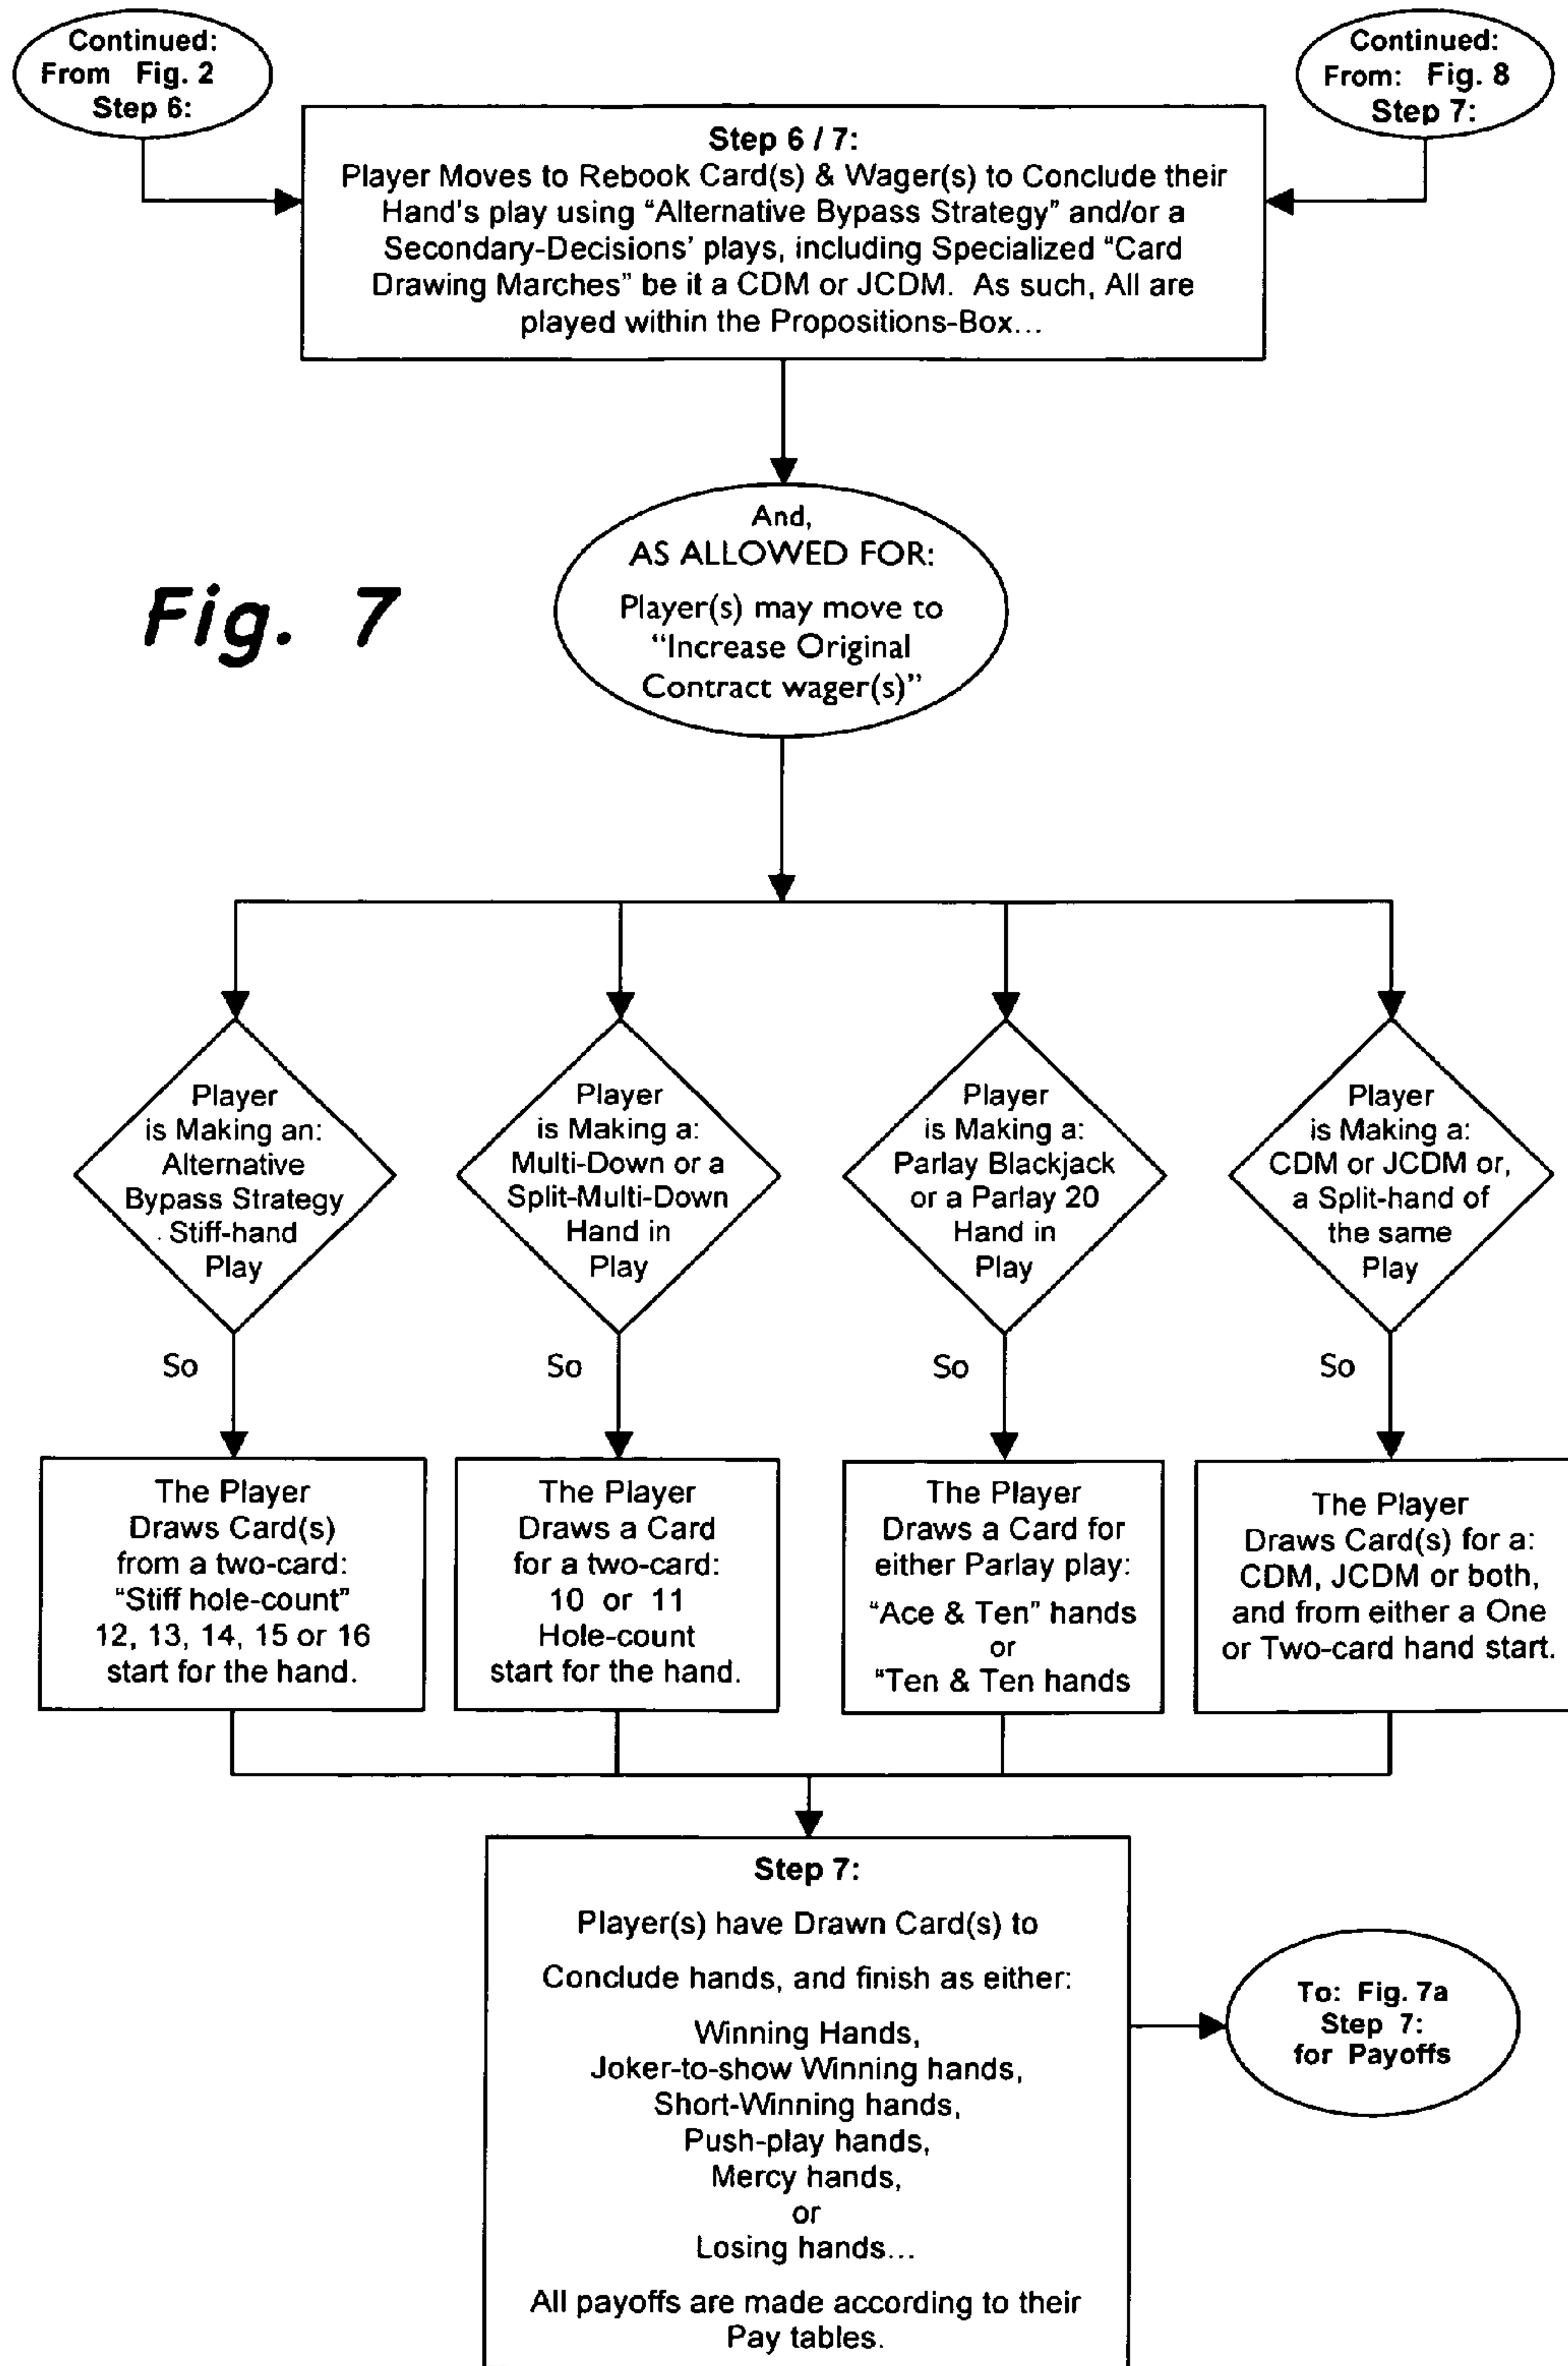 Continued:
From Fig. 2
Step 6:
Continued:
From: Fig. 8
Step 7:
Step 6 / 7:
Player Moves to Rebook Card(s) & Wager(s) to Conclude their
Hand's play using "Alternative Bypass Strategy" and/or a
Secondary-Decisions' plays, including Specialized "Card
Drawing Marches" be it a CDM or JCDM. As such, All are
played within the Propositions-Box...
And,
AS ALLOWED FOR:
Player(s) may move to
"Increase Original
Contract wager(s)"
Fig. 7
Player
is Making an:
Alternative
Bypass Strategy
Stiff-hand
Play
Player
is Making a:
Multi-Down or a
Split-Multi-Down
Hand in
Play
Player
is Making a:
Parlay Blackjack
or a Parlay 20
Hand in
Play
Player
is Making a:
CDM or JCDM or,
a Split-hand of
the same
Play
So
So
So
So
The Player
Draws Card(s)
from a two-card:
"Stiff hole-count"
12, 13, 14, 15 or 16
start for the hand.
The Player
Draws a Card
for a two-card:
10 or 11
Hole-count
start for the hand.
The Player
Draws a Card for
either Parlay play:
"Ace & Ten" hands
or
"Ten & Ten hands
The Player
Draws Card(s) for a:
CDM, JCDM or both,
and from either a One
or Two-card hand start.
Step 7:
Player(s) have Drawn Card(s) to
Conclude hands, and finish as either:
Winning Hands,
Joker-to-show Winning hands,
Short-Winning hands,
Push-play hands,
Mercy hands,
or
Losing hands...
All payoffs are made according to their
Pay tables.
To: Fig. 7a
Step 7:
for Payoffs